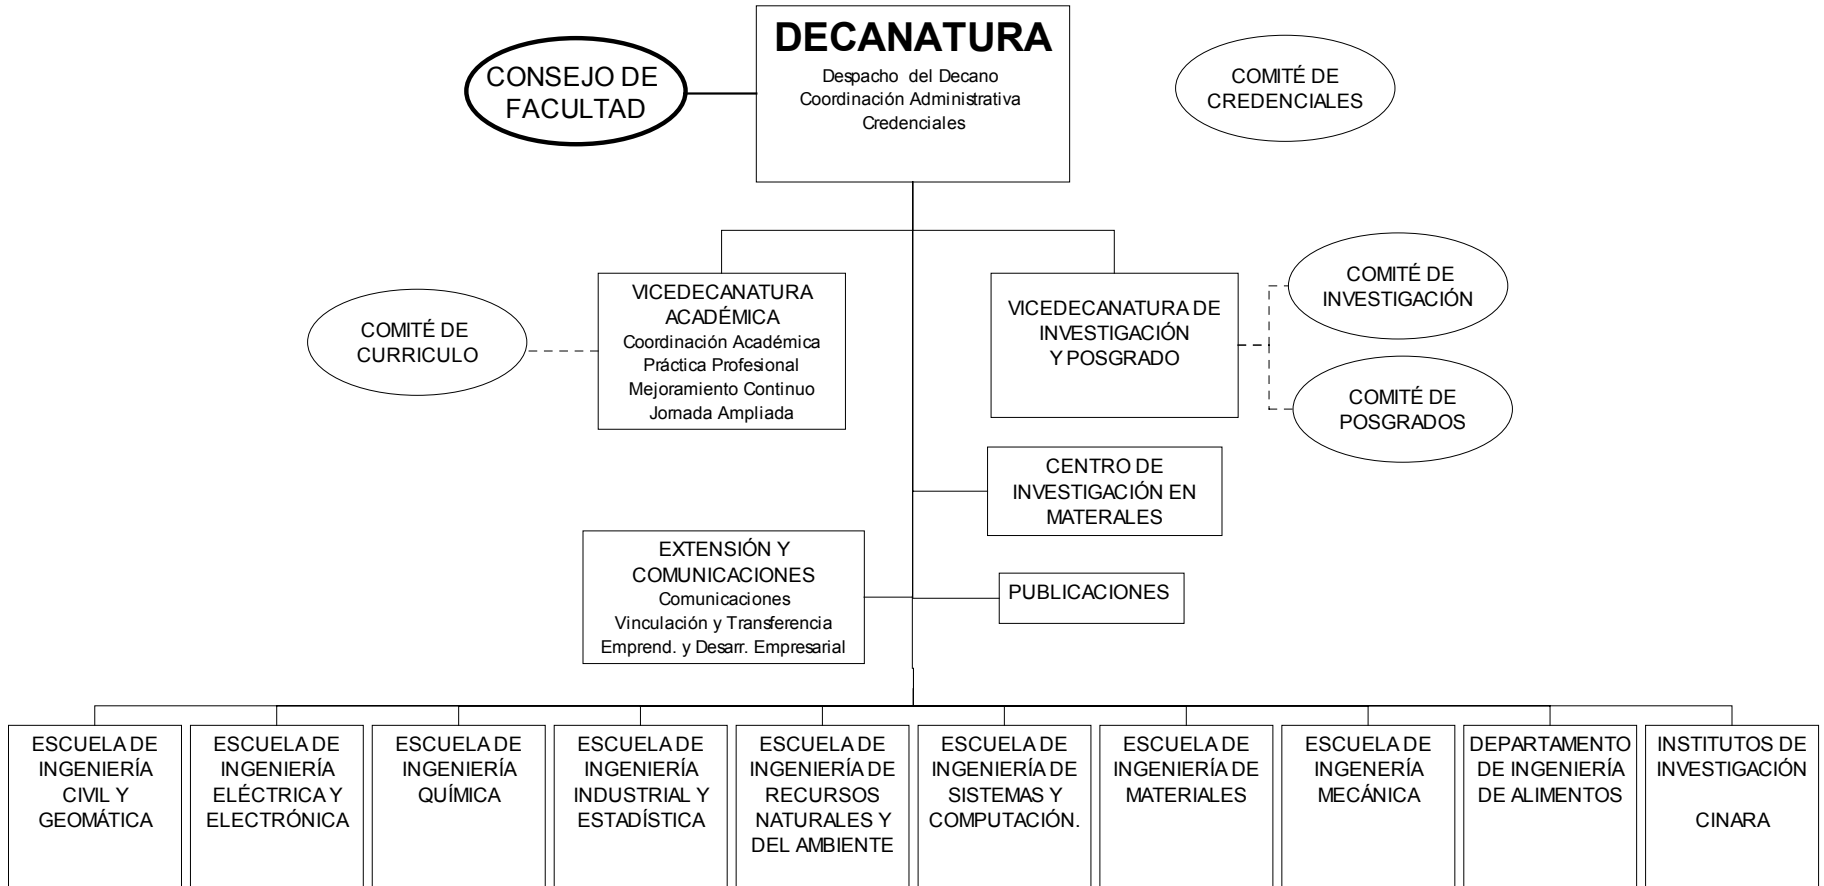 DECANATURA
Despacho del Decano
Coordinación Administrativa
Credenciales
CONSEJO DE
FACULTAD
COMITÉ DE
CREDENCIALES
VICEDECANATURA
ACADÉMICA
Coordinación Académica
Práctica Profesional
Mejoramiento Continuo
Jornada Ampliada
COMITÉ DE
CURRICULO
VICEDECANATURA DE
INVESTIGACIÓN
Y POSGRADO
COMITÉ DE
INVESTIGACIÓN
COMITÉ DE
POSGRADOS
CENTRO DE
INVESTIGACIÓN EN
MATERALES
EXTENSIÓN Y
COMUNICACIONES
Comunicaciones
Vinculación y Transferencia
Emprend. y Desarr. Empresarial
PUBLICACIONES
ESCUELA DE
INGENIERÍA
CIVIL Y
GEOMÁTICA
ESCUELA DE
INGENIERÍA
ELÉCTRICA Y
ELECTRÓNICA
ESCUELA DE
INGENIERÍA
QUÍMICA
ESCUELA DE
INGENIERÍA
INDUSTRIAL Y
ESTADÍSTICA
ESCUELA DE
INGENIERÍA DE
RECURSOS
NATURALES Y
DEL AMBIENTE
ESCUELA DE
INGENIERÍA DE
SISTEMAS Y
COMPUTACIÓN.
ESCUELA DE
INGENIERÍA DE
MATERIALES
ESCUELA DE
INGENERÍA
MECÁNICA
DEPARTAMENTO
DE INGENIERÍA
DE ALIMENTOS
INSTITUTOS DE
INVESTIGACIÓN
CINARA